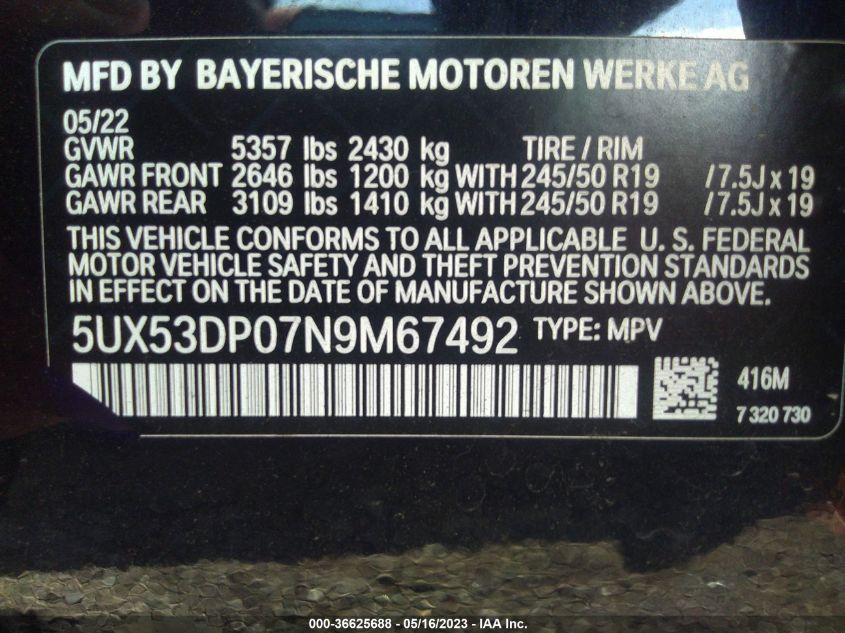 MFD BY BAYERISCHE MOTOREN WERKE AG
05/22
GVWR 5357 lbs 2430 kg TIRE / RIM
GAWR FRONT 2646 lbs 1200 kg WITH 245/50 R19 /7.5J x 19
GAWR REAR 3109 lbs 1410 kg WITH 245/50 R19 /7.5J x 19
THIS VEHICLE CONFORMS TO ALL APPLICABLE U. S. FEDERAL
MOTOR VEHICLE SAFETY AND THEFT PREVENTION STANDARDS
IN EFFECT ON THE DATE OF MANUFACTURE SHOWN ABOVE.
5UX53DP07N9M67492 TYPE: MPV
416M
7 320 730
000-36625688 - 05/16/2023 - IAA Inc.